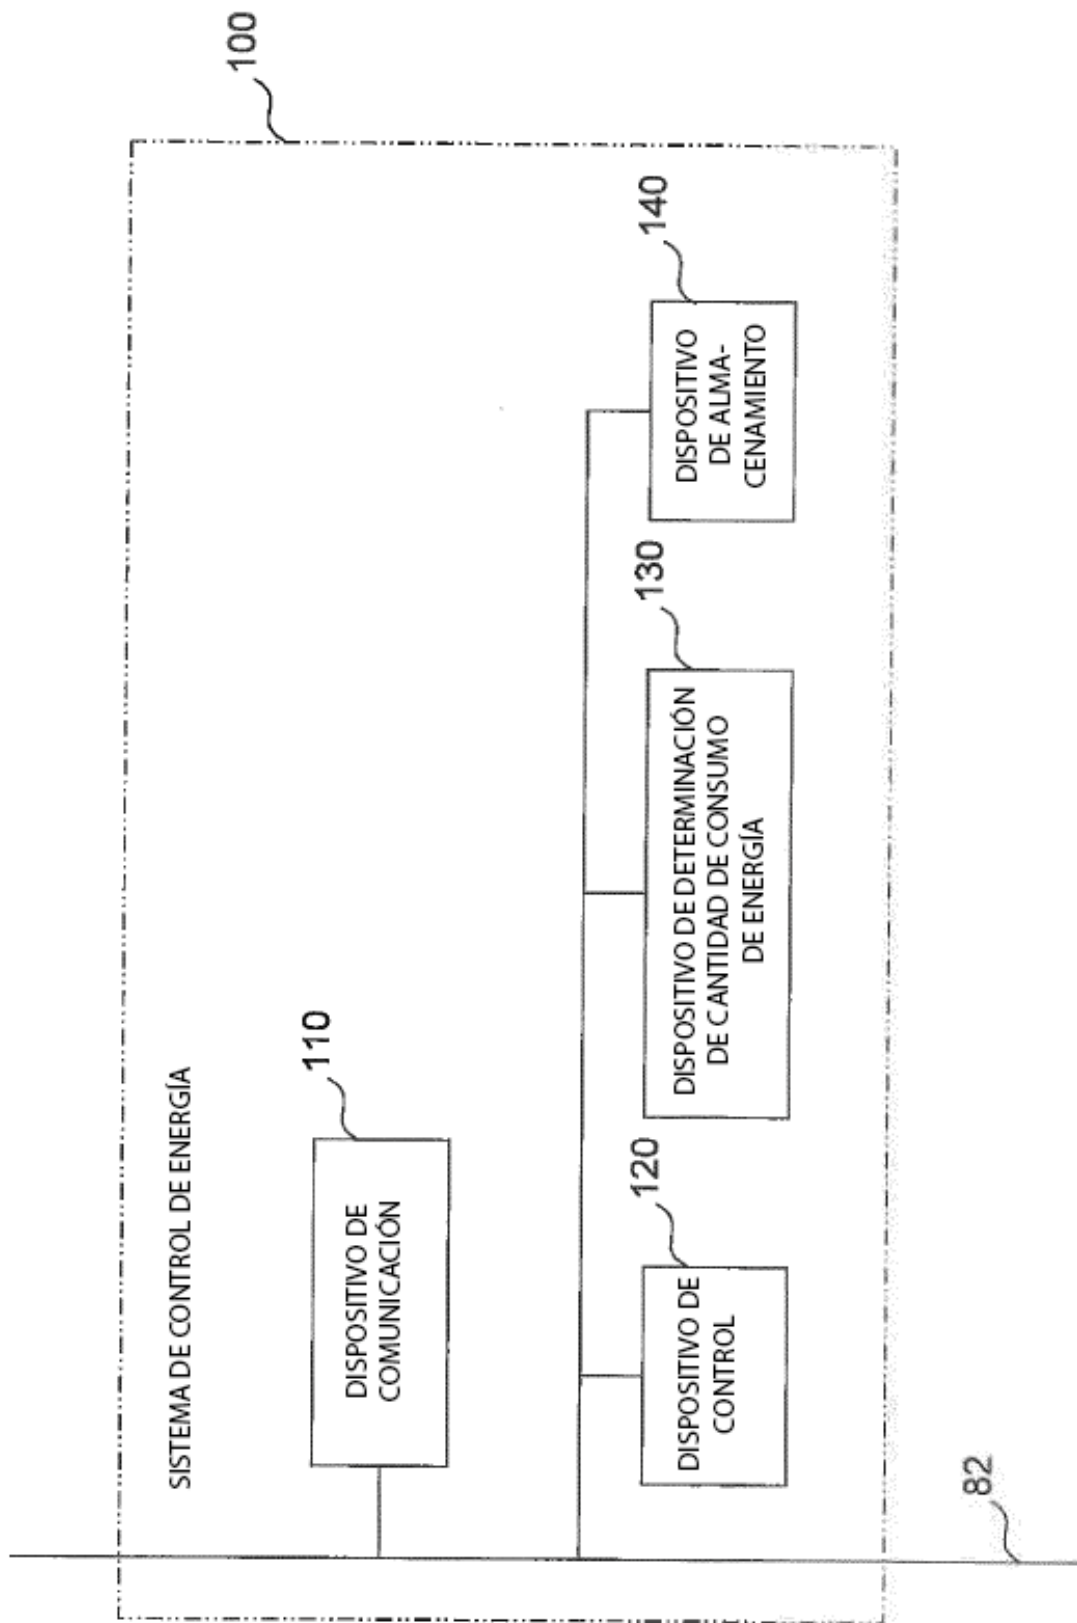 100
SISTEMA DE CONTROL DE ENERGÍA
110
DISPOSITIVO DE
COMUNICACIÓN
120
DISPOSITIVO DE
CONTROL
130
DISPOSITIVO DE DETERMINACIÓN
DE CANTIDAD DE CONSUMO
DE ENERGÍA
140
DISPOSITIVO
DE ALMA-
CENAMIENTO
82